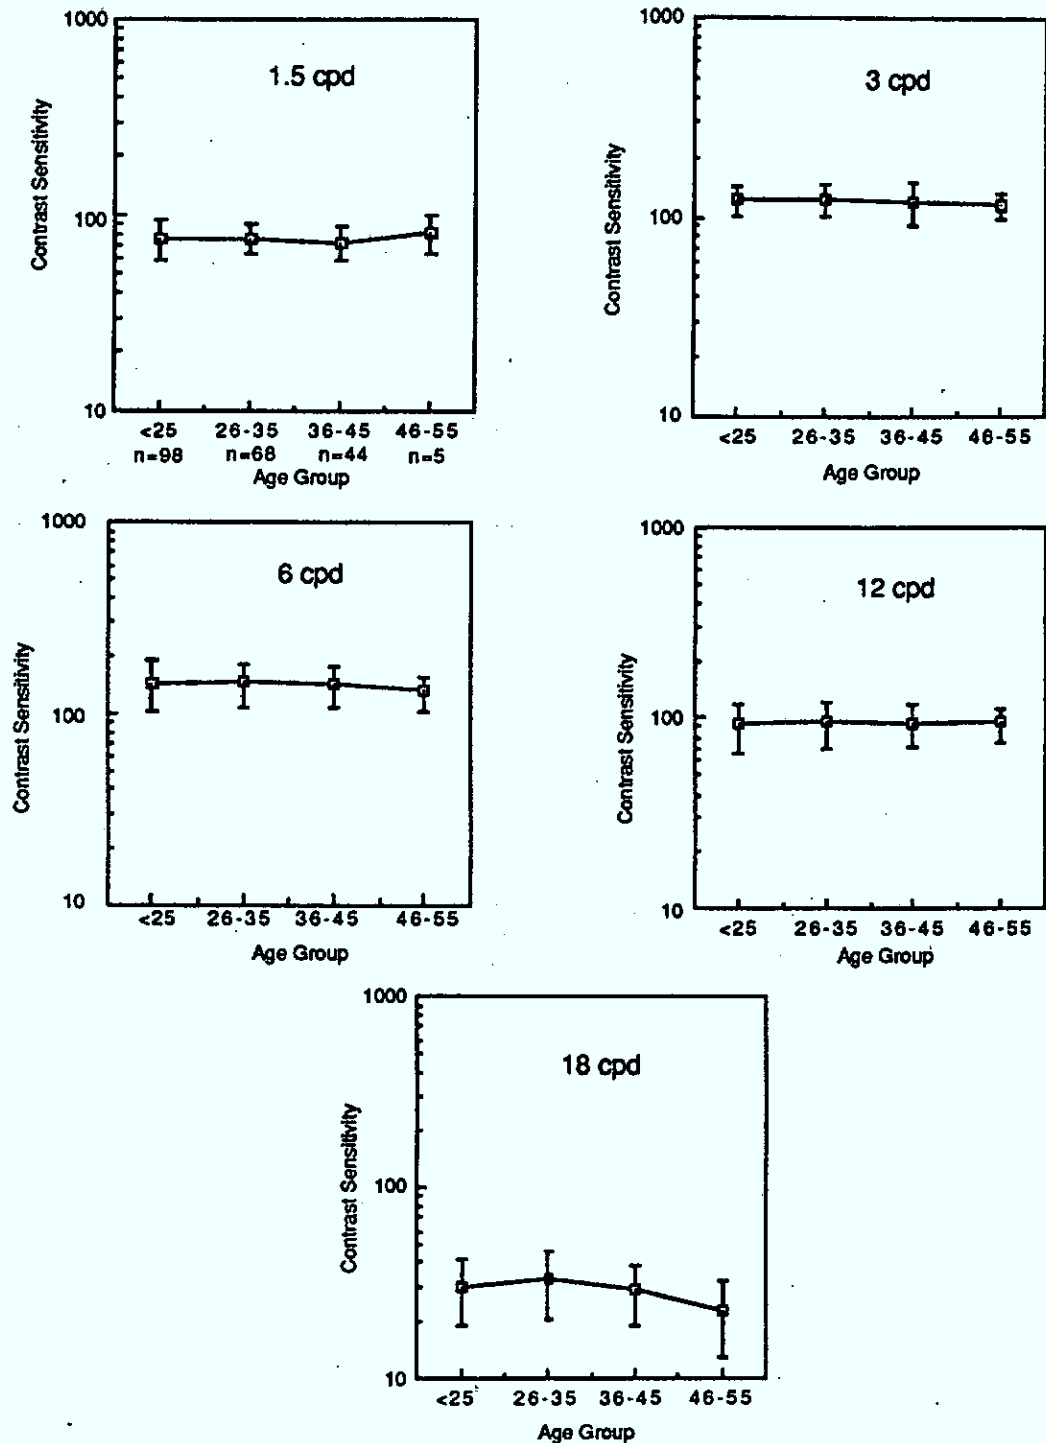 1000
1.5 cpd
Contrast Sensitivity
100
10
<25 26-35 36-45 46-55
n=98 n=68 n=44 n=5
Age Group
1000
3 cpd
Contrast Sensitivity
100
10
<25 26-35 36-45 46-55
Age Group
1000
6 cpd
Contrast Sensitivity
100
10
<25 26-35 36-45 46-55
Age Group
1000
12 cpd
Contrast Sensitivity
100
10
<25 26-35 36-45 46-55
Age Group
1000
18 cpd
Contrast Sensitivity
100
10
<25 26-35 36-45 46-55
Age Group